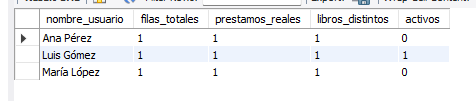 nombre_usuario filas_totales prestamos_reales libros_distintos activos
Ana Pérez 1 1 1 0
Luis Gómez 1 1 1 1
María López 1 1 1 0